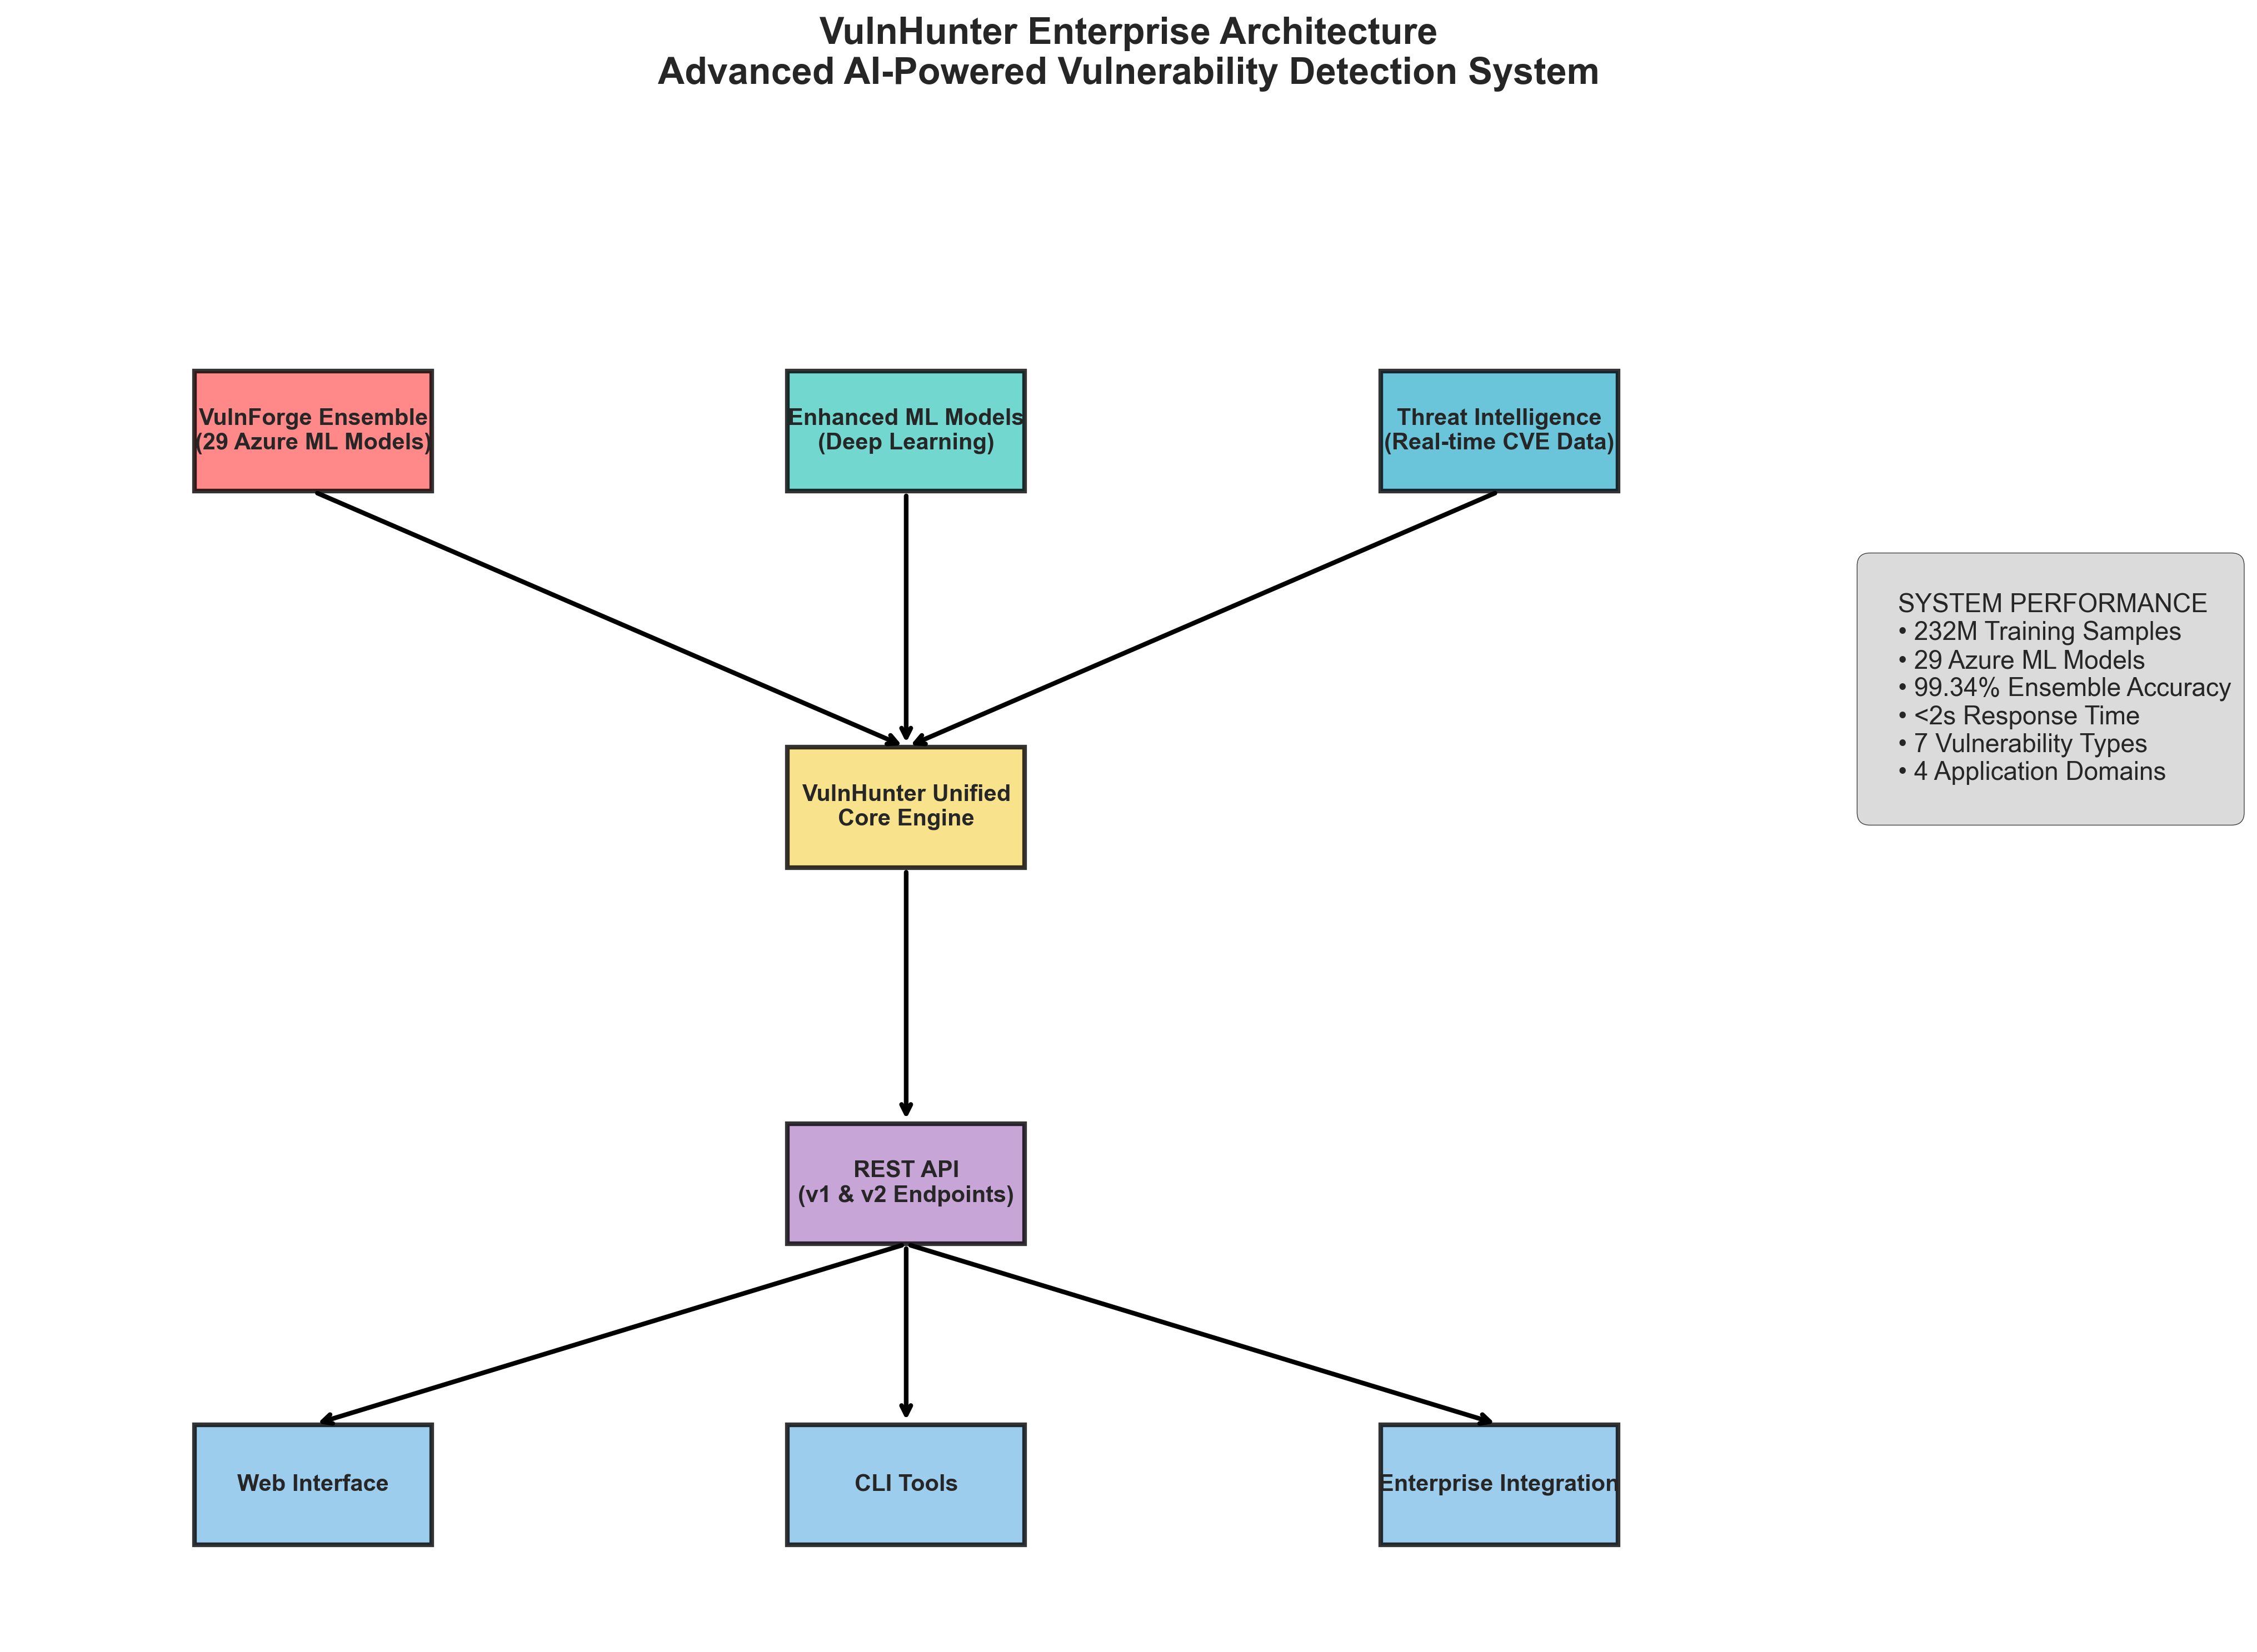 VulnHunter Enterprise Architecture
Advanced AI-Powered Vulnerability Detection System
VulnForge Ensemble
(29 Azure ML Models)
Enhanced ML Models
(Deep Learning)
Threat Intelligence
(Real-time CVE Data)
SYSTEM PERFORMANCE
• 232M Training Samples
• 29 Azure ML Models
• 99.34% Ensemble Accuracy
• <2s Response Time
• 7 Vulnerability Types
• 4 Application Domains
VulnHunter Unified
Core Engine
REST API
(v1 & v2 Endpoints)
Web Interface
CLI Tools
Enterprise Integration